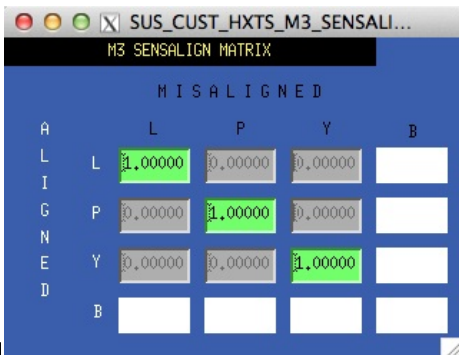 SUS_CUST_HXTS_M3_SENSALI...
M3 SENSALIGN MATRIX
MISALIGNED
ALIGNED
L P Y B
L 1.00000 0.00000 0.00000
P 0.00000 1.00000 0.00000
Y 0.00000 0.00000 1.00000
B